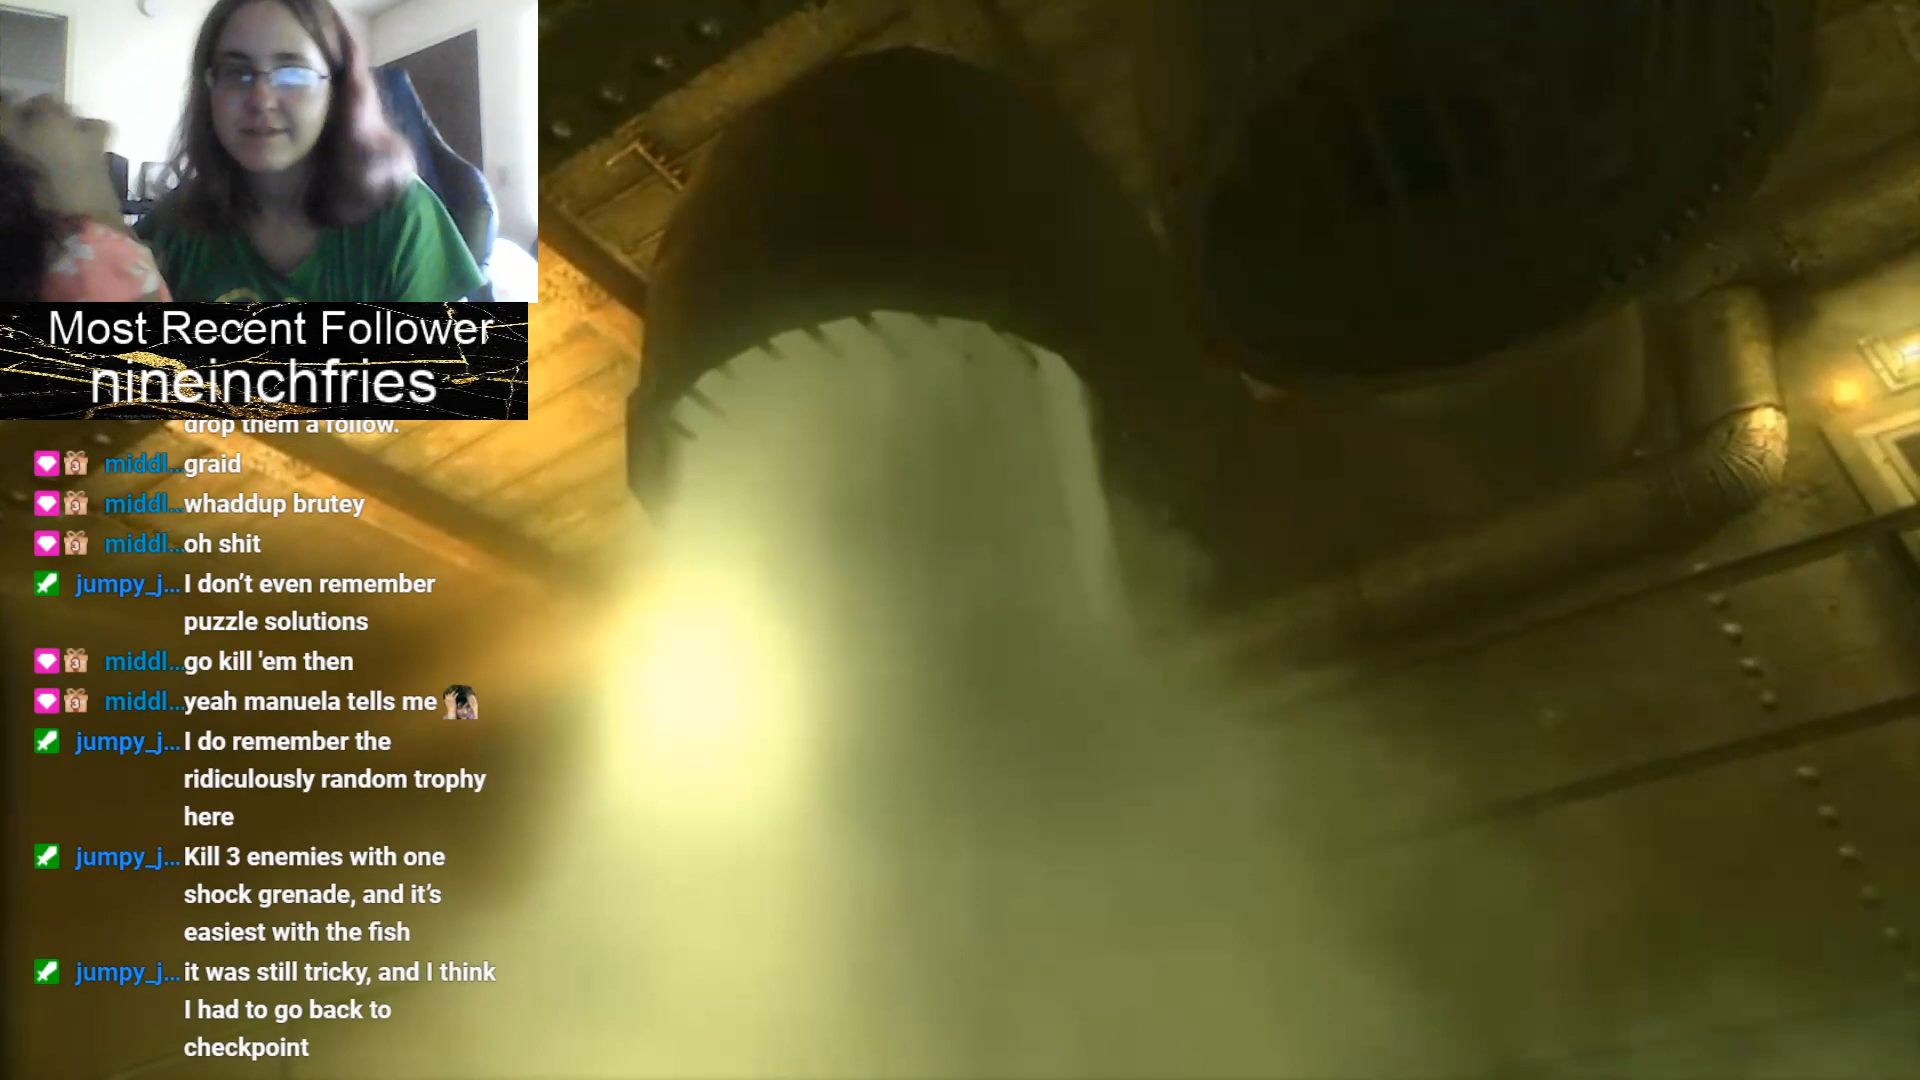 Most Recent Follower
nineinchfries
drop them a follow.
middl... graid
middl... whaddup brutey
middl... oh shit
jumpy_j... I don’t even remember
puzzle solutions
middl... go kill 'em then
middl... yeah manuela tells me
jumpy_j... I do remember the
ridiculously random trophy
here
jumpy_j... Kill 3 enemies with one
shock grenade, and it’s
easiest with the fish
jumpy_j... it was still tricky, and I think
I had to go back to
checkpoint